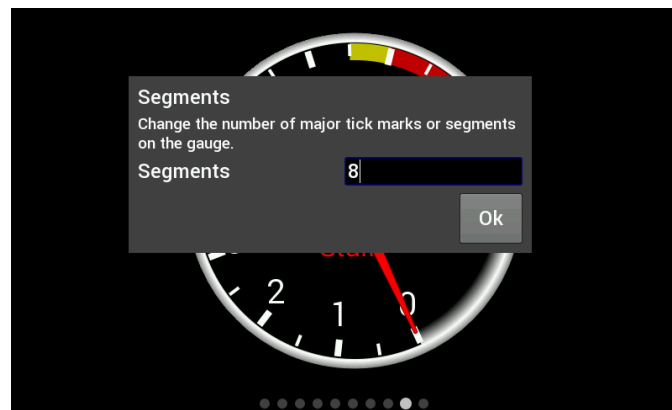 Segments
Change the number of major tick marks or segments
on the gauge.
Segments 8
Ok
2
1
0